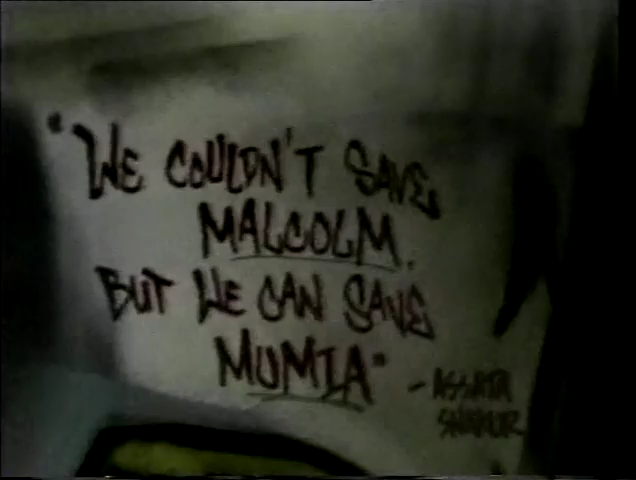 "WE COULDN'T SAVE
MALCOLM.
BUT WE CAN SAVE
MUMIA"
- ASSATA
SHAKUR